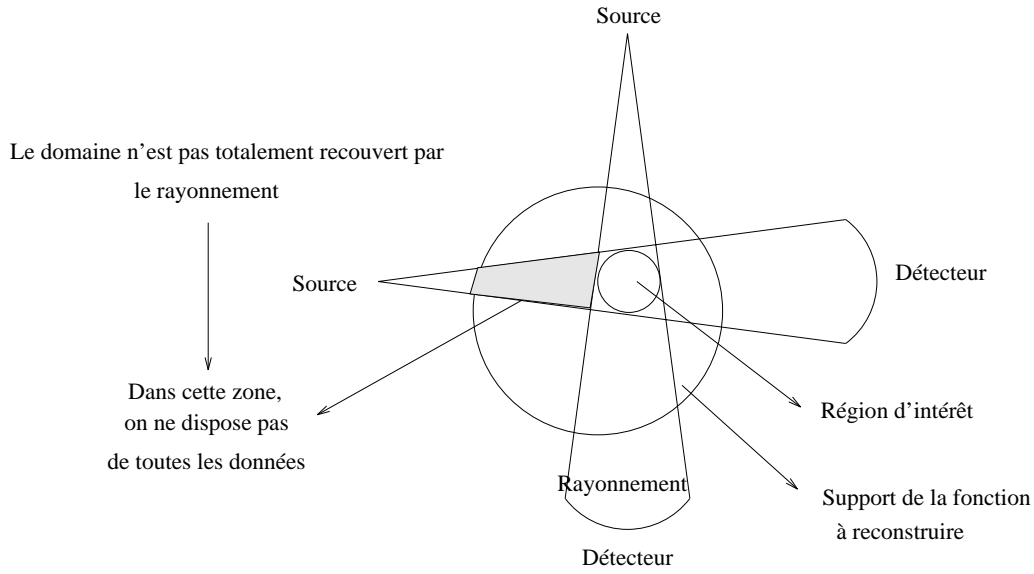 Source
Le domaine n'est pas totalement recouvert par
le rayonnement
Source
Détecteur
Dans cette zone,
on ne dispose pas
de toutes les données
Région d'intérêt
Rayonnement
Support de la fonction
à reconstruire
Détecteur